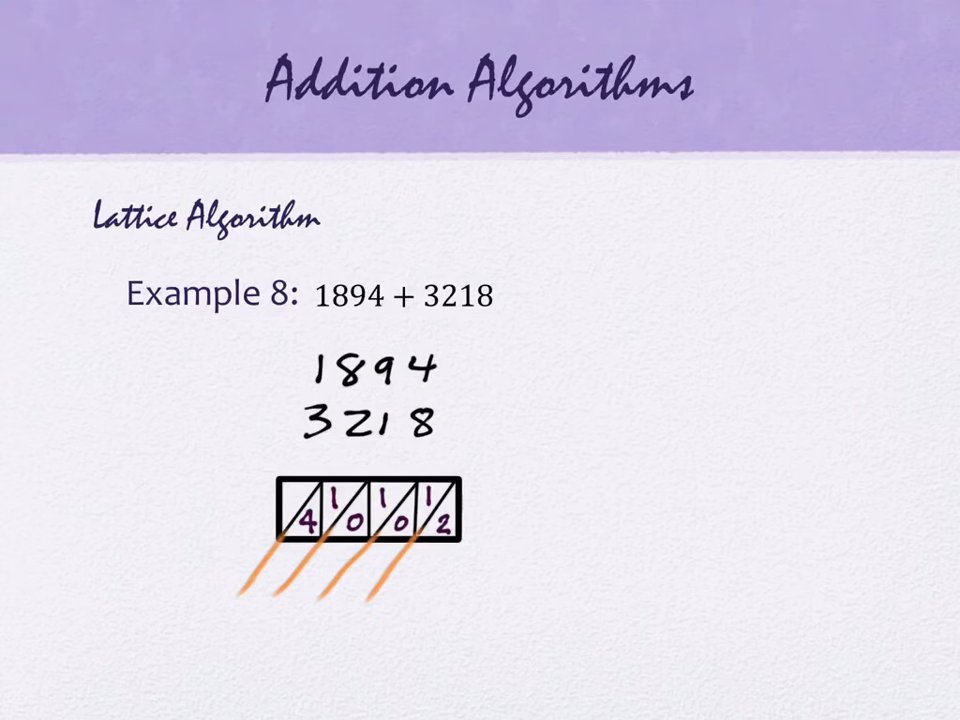 Addition Algorithms
Lattice Algorithm
Example 8: 1894 + 3218
1894
3218
1 1 1
4 0 0 2